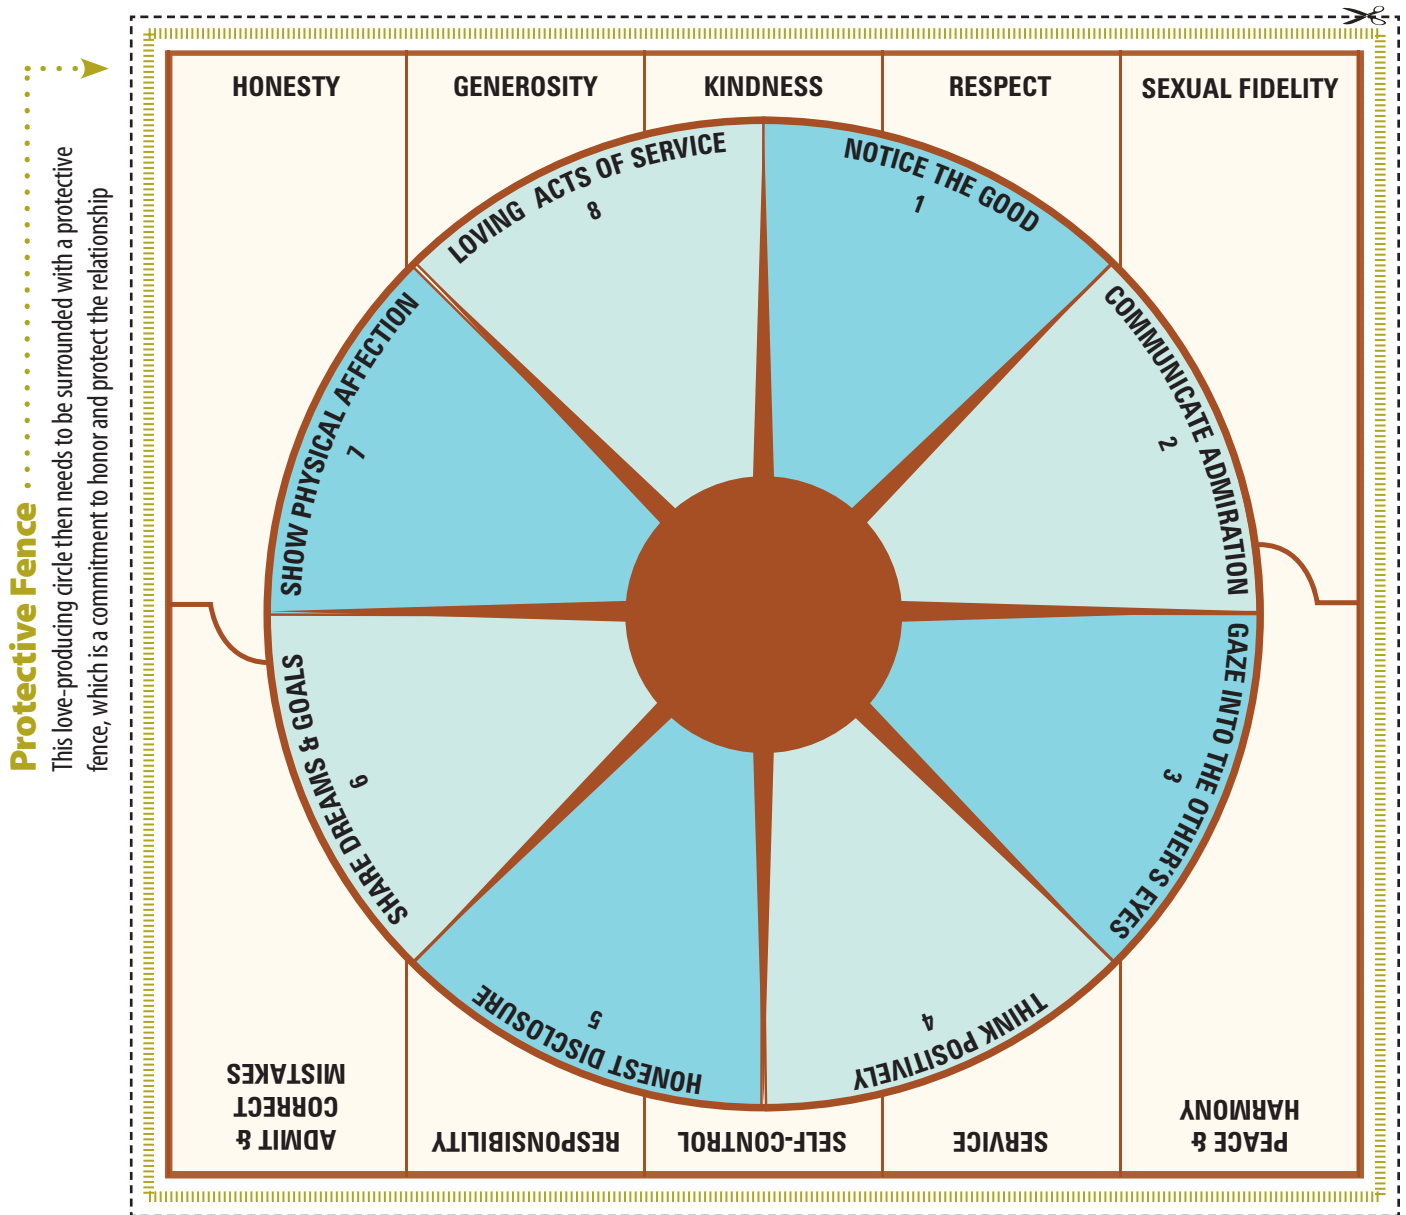 Protective Fence
This love-producing circle then needs to be surrounded with a protective
fence, which is a commitment to honor and protect the relationship
HONESTY
GENEROSITY
KINDNESS
RESPECT
SEXUAL FIDELITY
NOTICE THE GOOD
1
COMMUNICATE ADMIRATION
2
GAZE INTO THE OTHER'S EYES
3
THINK POSITIVELY
4
HONEST DISCLOSURE
5
SHARE DREAMS & GOALS
6
SHOW PHYSICAL AFFECTION
7
LOVING ACTS OF SERVICE
8
PEACE &
HARMONY
SERVICE
SELF-CONTROL
RESPONSIBILITY
ADMIT &
CORRECT
MISTAKES